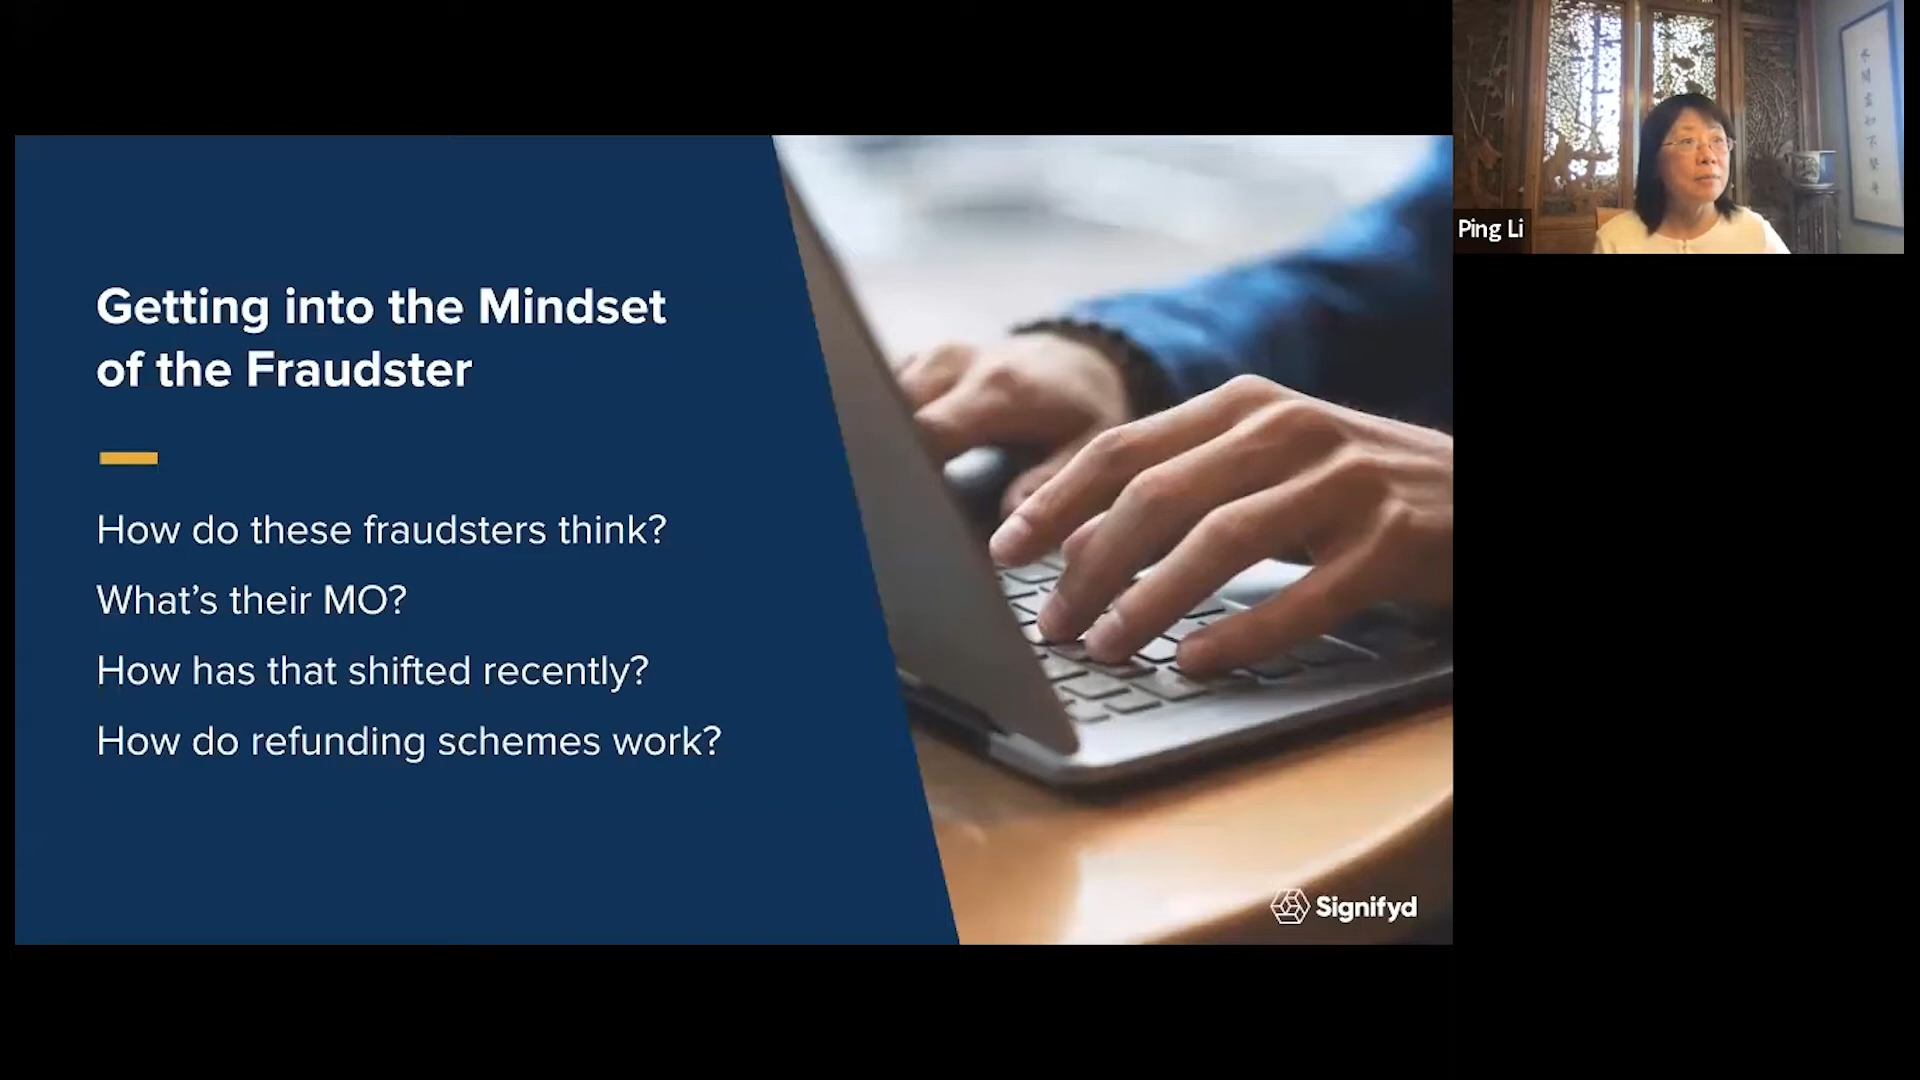 Getting into the Mindset
of the Fraudster
How do these fraudsters think?
What's their MO?
How has that shifted recently?
How do refunding schemes work?
Signifyd
Ping Li